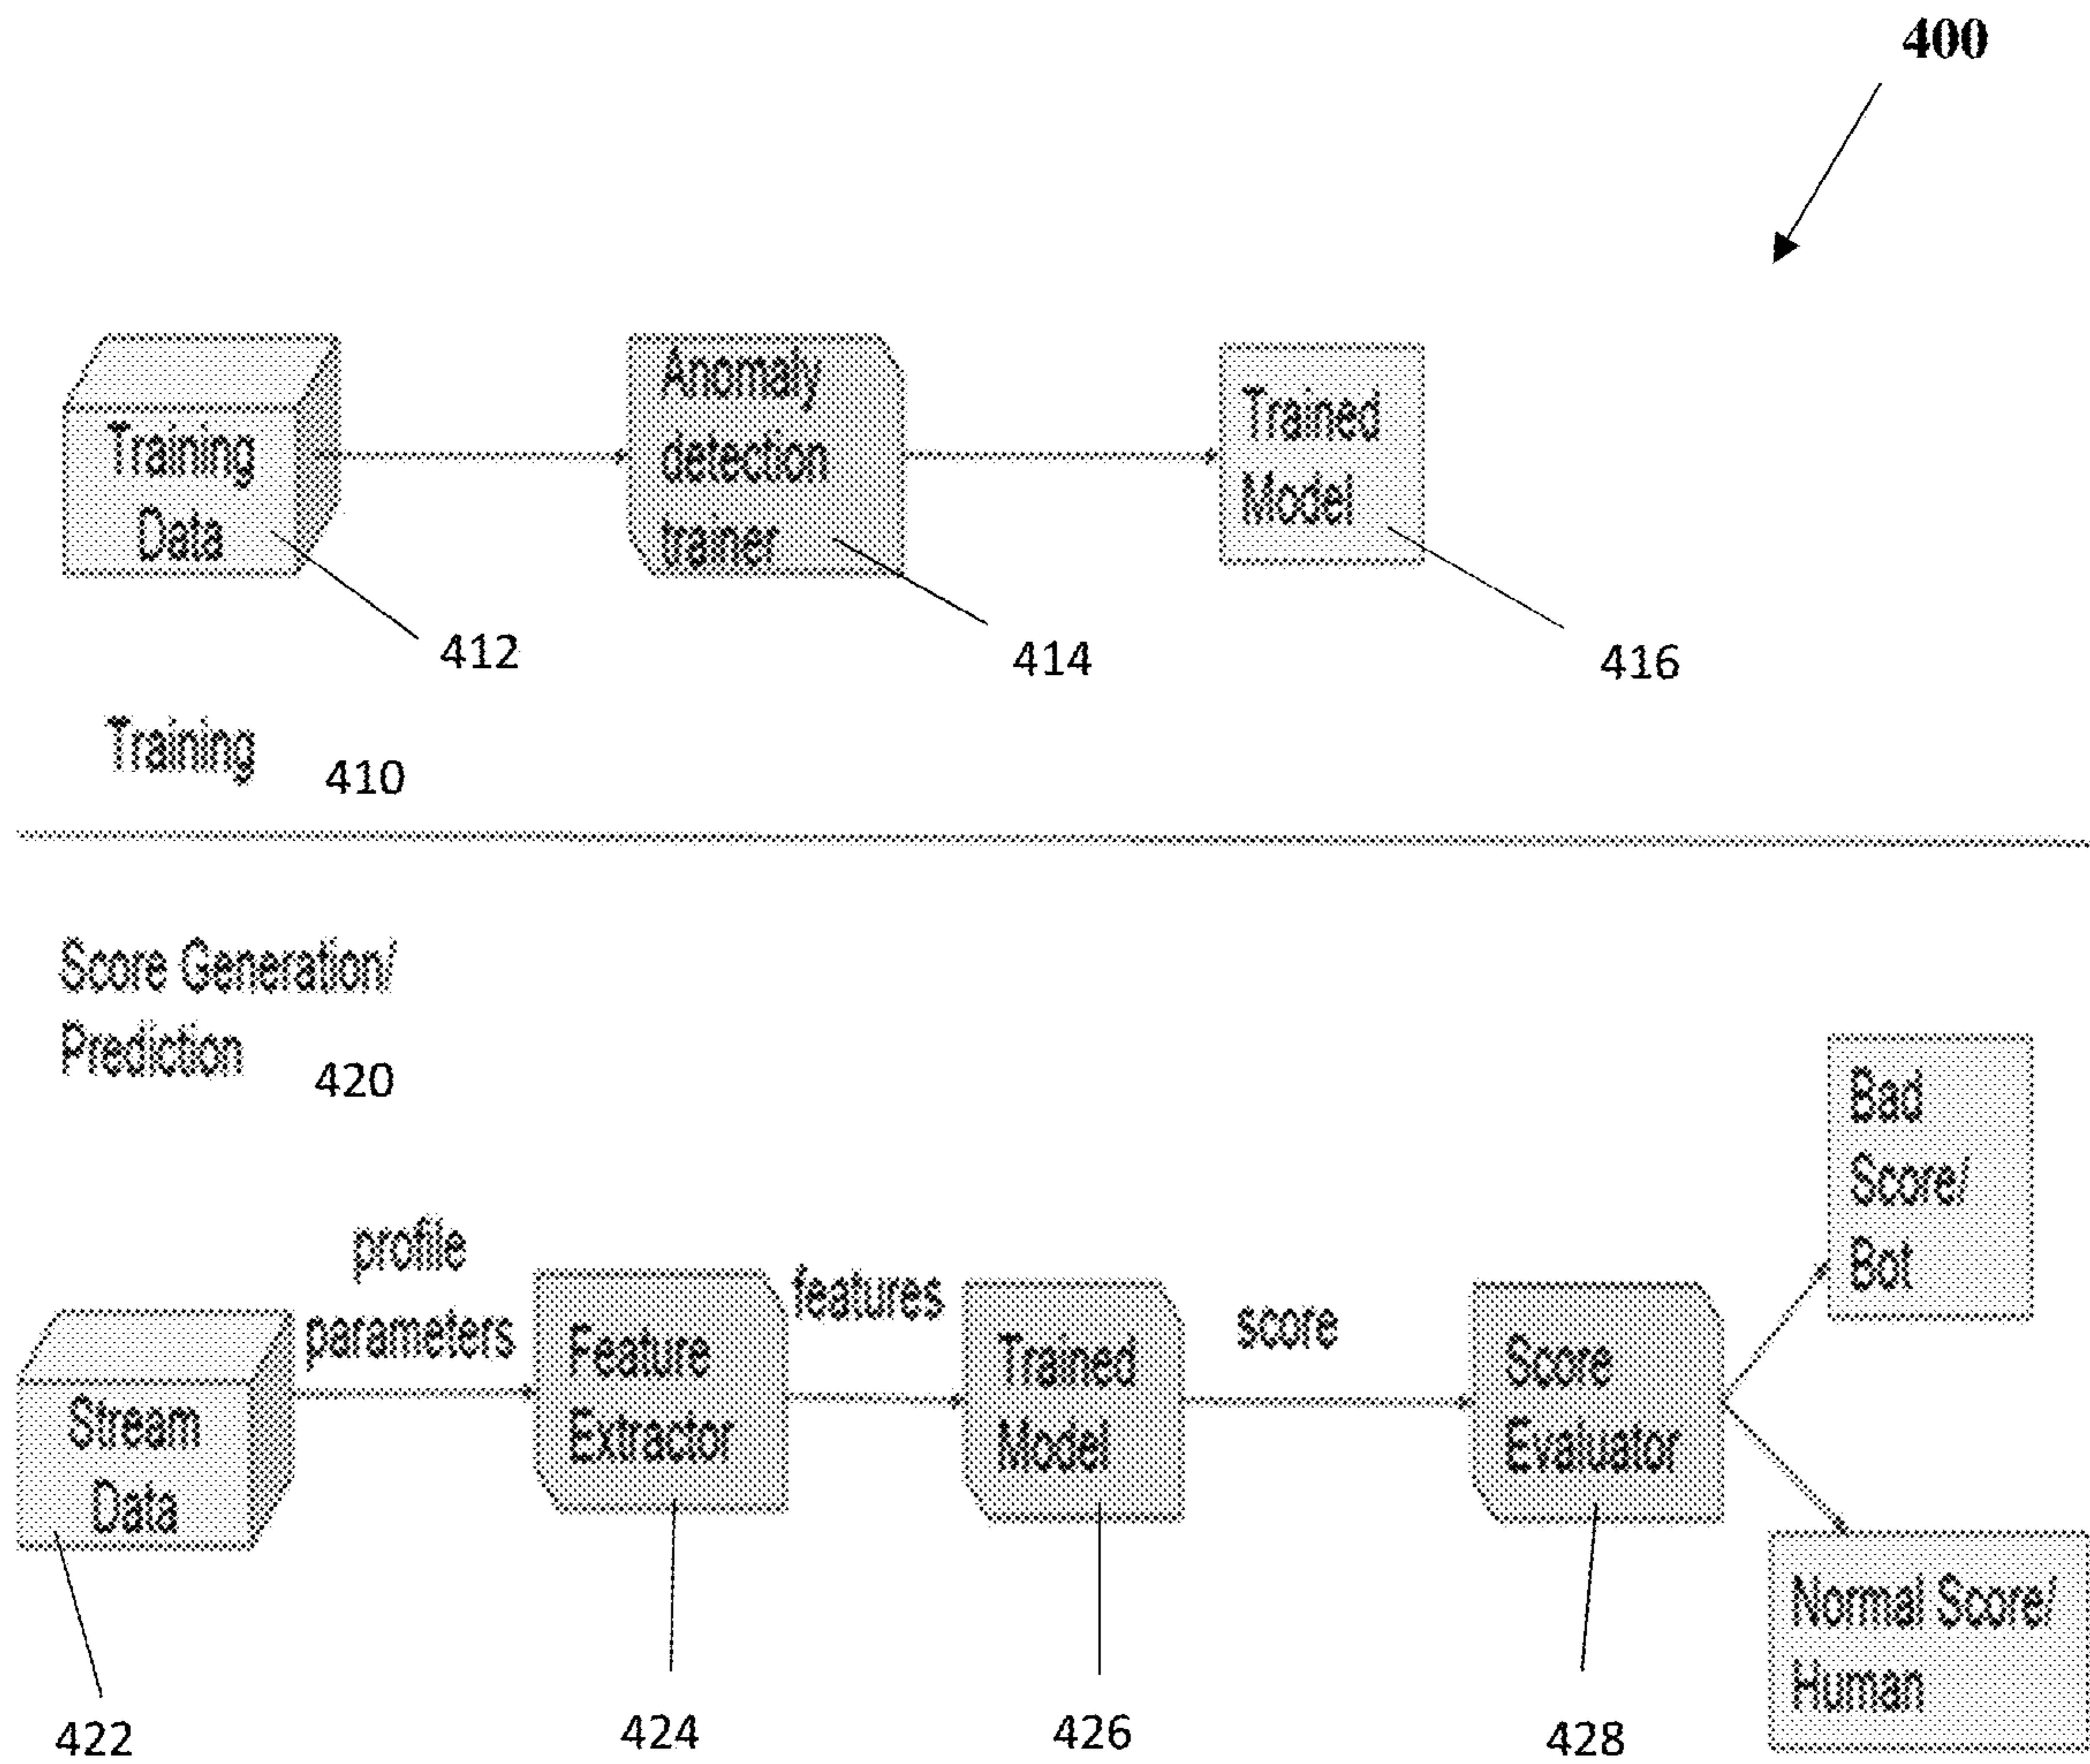 400
Training
Data
Anomaly
detection
trainer
Trained
Model
412
414
416
Training
410
Score Generation/
Prediction
420
Bad
Score/
Bot
profile
parameters
features
score
Stream
Data
Feature
Extractor
Trained
Model
Score
Evaluator
Normal Score/
Human
422
424
426
428